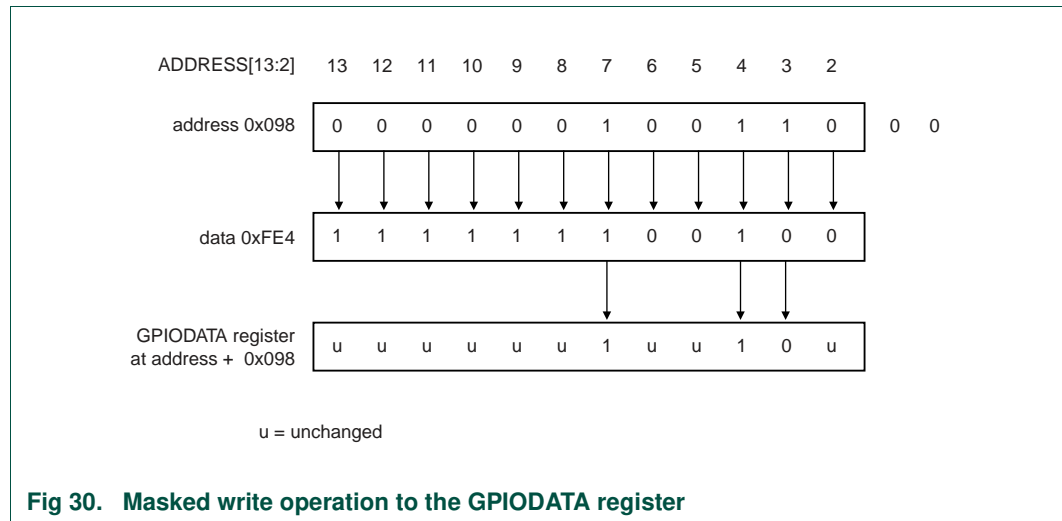 ADDRESS[13:2] 13 12 11 10 9 8 7 6 5 4 3 2
address 0x098 0 0 0 0 0 0 1 0 0 1 1 0 0 0
data 0xFE4 1 1 1 1 1 1 1 0 0 1 0 0
GPIODATA register
at address + 0x098 u u u u u u 1 u u 1 0 u
u = unchanged
Fig 30. Masked write operation to the GPIODATA register